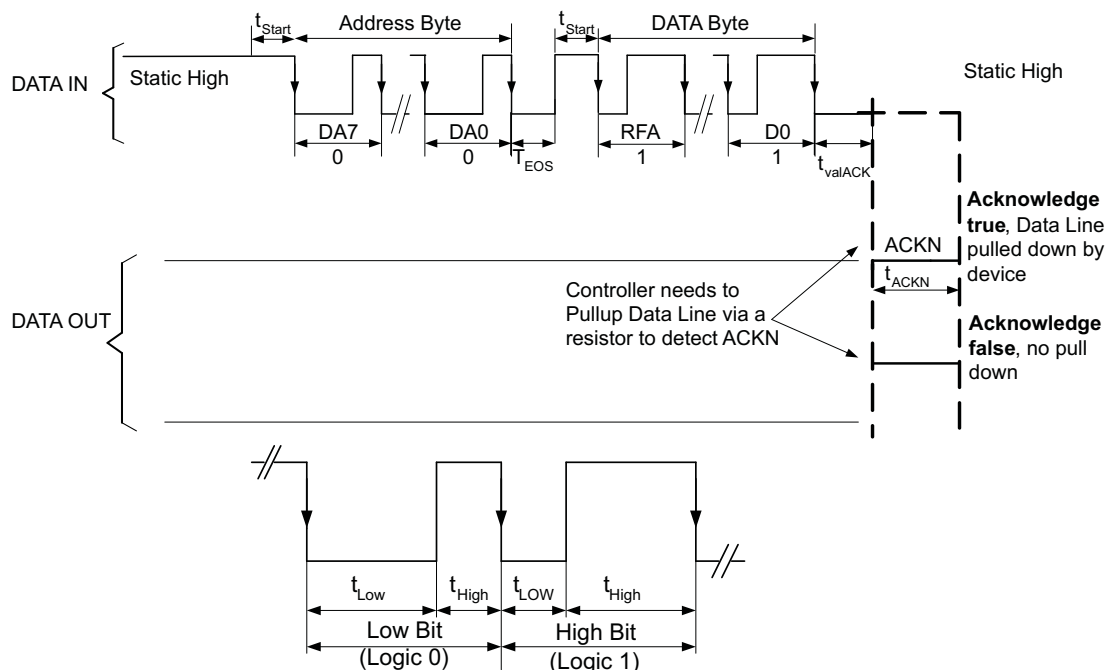 tStart Address Byte tStart DATA Byte
DATA IN
Static High
Static High
DA7
0
DA0
0
TEOS
RFA
1
D0
1
tvalACK
Acknowledge
true, Data Line
pulled down by
device
ACKN
tACKN
Controller needs to
Pullup Data Line via a
resistor to detect ACKN
DATA OUT
Acknowledge
false, no pull
down
tLow tHigh tLOW tHigh
Low Bit
(Logic 0)
High Bit
(Logic 1)